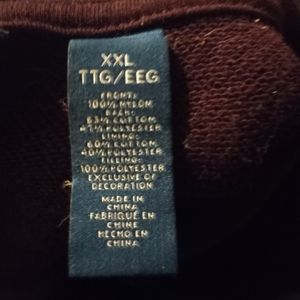 XXL
TTG/EEG
FRONT:
100% NYLON
BACK:
53% COTTON
47% POLYESTER
LINING:
60% COTTON
40% POLYESTER
FILLING:
100% POLYESTER
EXCLUSIVE OF
DECORATION
MADE IN
CHINA
FABRIQUÉ EN
CHINE
HECHO EN
CHINA